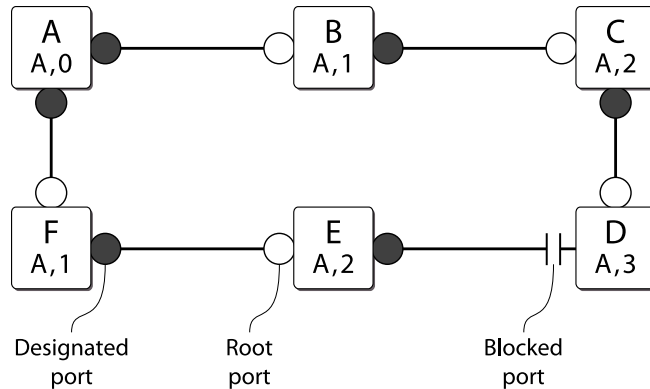 A
A,0
B
A,1
C
A,2
F
A,1
E
A,2
D
A,3
Designated
port
Root
port
Blocked
port